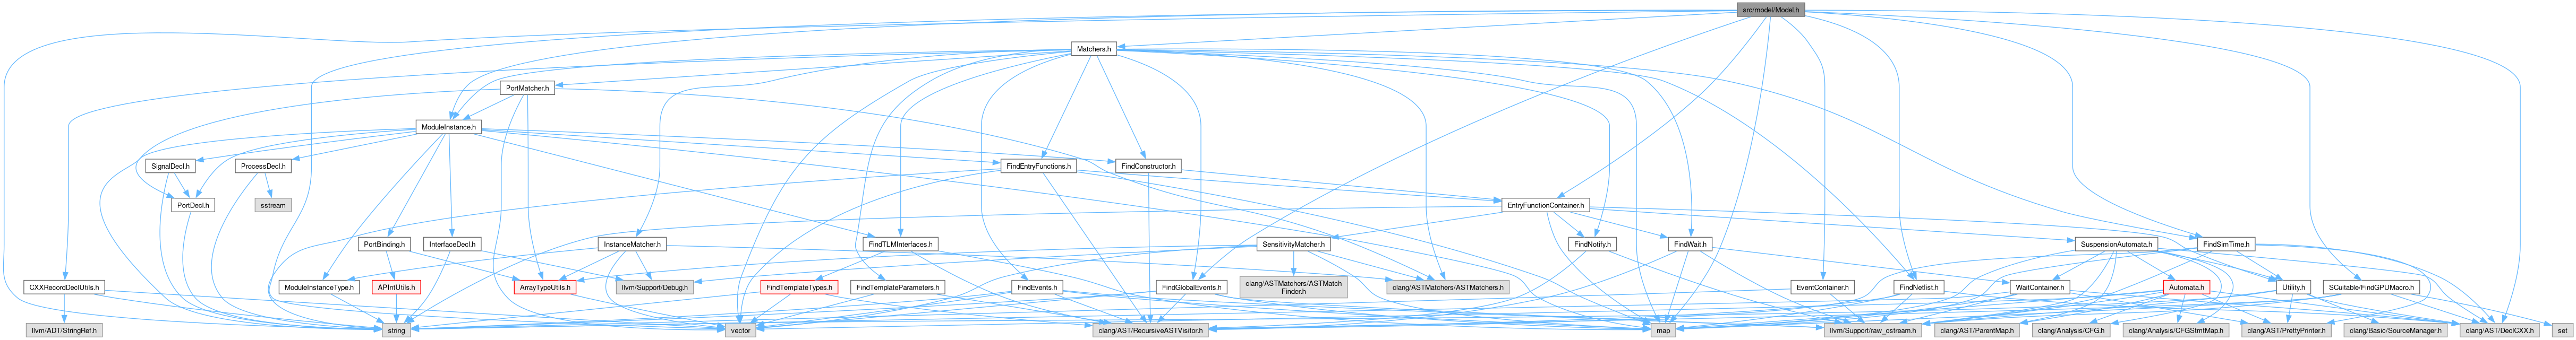 src/model/Model.h
Matchers.h
PortMatcher.h
ModuleInstance.h
SignalDecl.h
ProcessDecl.h
FindEntryFunctions.h
FindConstructor.h
PortDecl.h
sstream
EntryFunctionContainer.h
PortBinding.h
InterfaceDecl.h
InstanceMatcher.h
FindTLMInterfaces.h
SensitivityMatcher.h
FindNotify.h
FindWait.h
SuspensionAutomata.h
FindSimTime.h
CXXRecordDeclUtils.h
ModuleInstanceType.h
APIntUtils.h
ArrayTypeUtils.h
llvm/Support/Debug.h
FindTemplateTypes.h
FindTemplateParameters.h
FindEvents.h
FindGlobalEvents.h
clang/ASTMatchers/ASTMatch
Finder.h
clang/ASTMatchers/ASTMatchers.h
EventContainer.h
FindNetlist.h
WaitContainer.h
Automata.h
Utility.h
SCuitable/FindGPUMacro.h
llvm/ADT/StringRef.h
string
vector
clang/AST/RecursiveASTVisitor.h
map
llvm/Support/raw_ostream.h
clang/AST/ParentMap.h
clang/Analysis/CFG.h
clang/Analysis/CFGStmtMap.h
clang/AST/PrettyPrinter.h
clang/Basic/SourceManager.h
clang/AST/DeclCXX.h
set